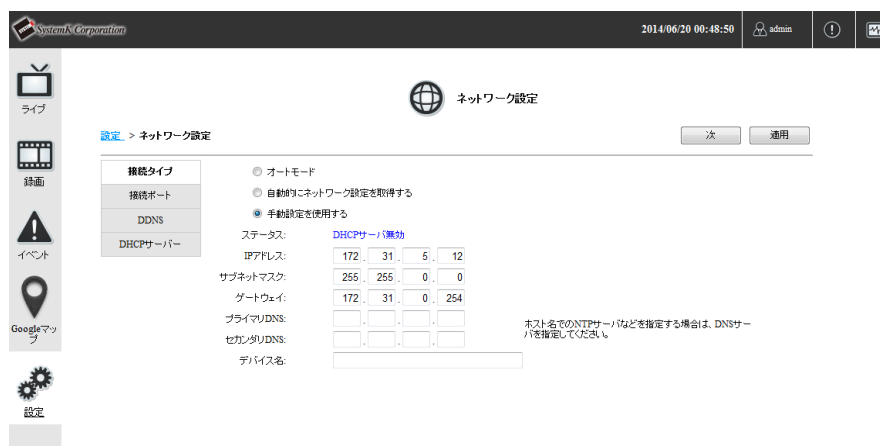 SystemK Corporation
2014/06/20 00:48:50
admin
ライブ
録画
イベント
Googleマッ
プ
設定
ネットワーク設定
設定 > ネットワーク設定
次
適用
接続タイプ
接続ポート
DDNS
DHCPサーバー
オートモード
自動的にネットワーク設定を取得する
手動設定を使用する
ステータス: DHCPサーバ無効
IPアドレス: 172 . 31 . 5 . 12
サブネットマスク: 255 . 255 . 0 . 0
ゲートウェイ: 172 . 31 . 0 . 254
プライマリDNS: . . .
セカンダリDNS: . . .
ホスト名でのNTPサーバなどを指定する場合は、DNSサー
バを指定してください。
デバイス名: